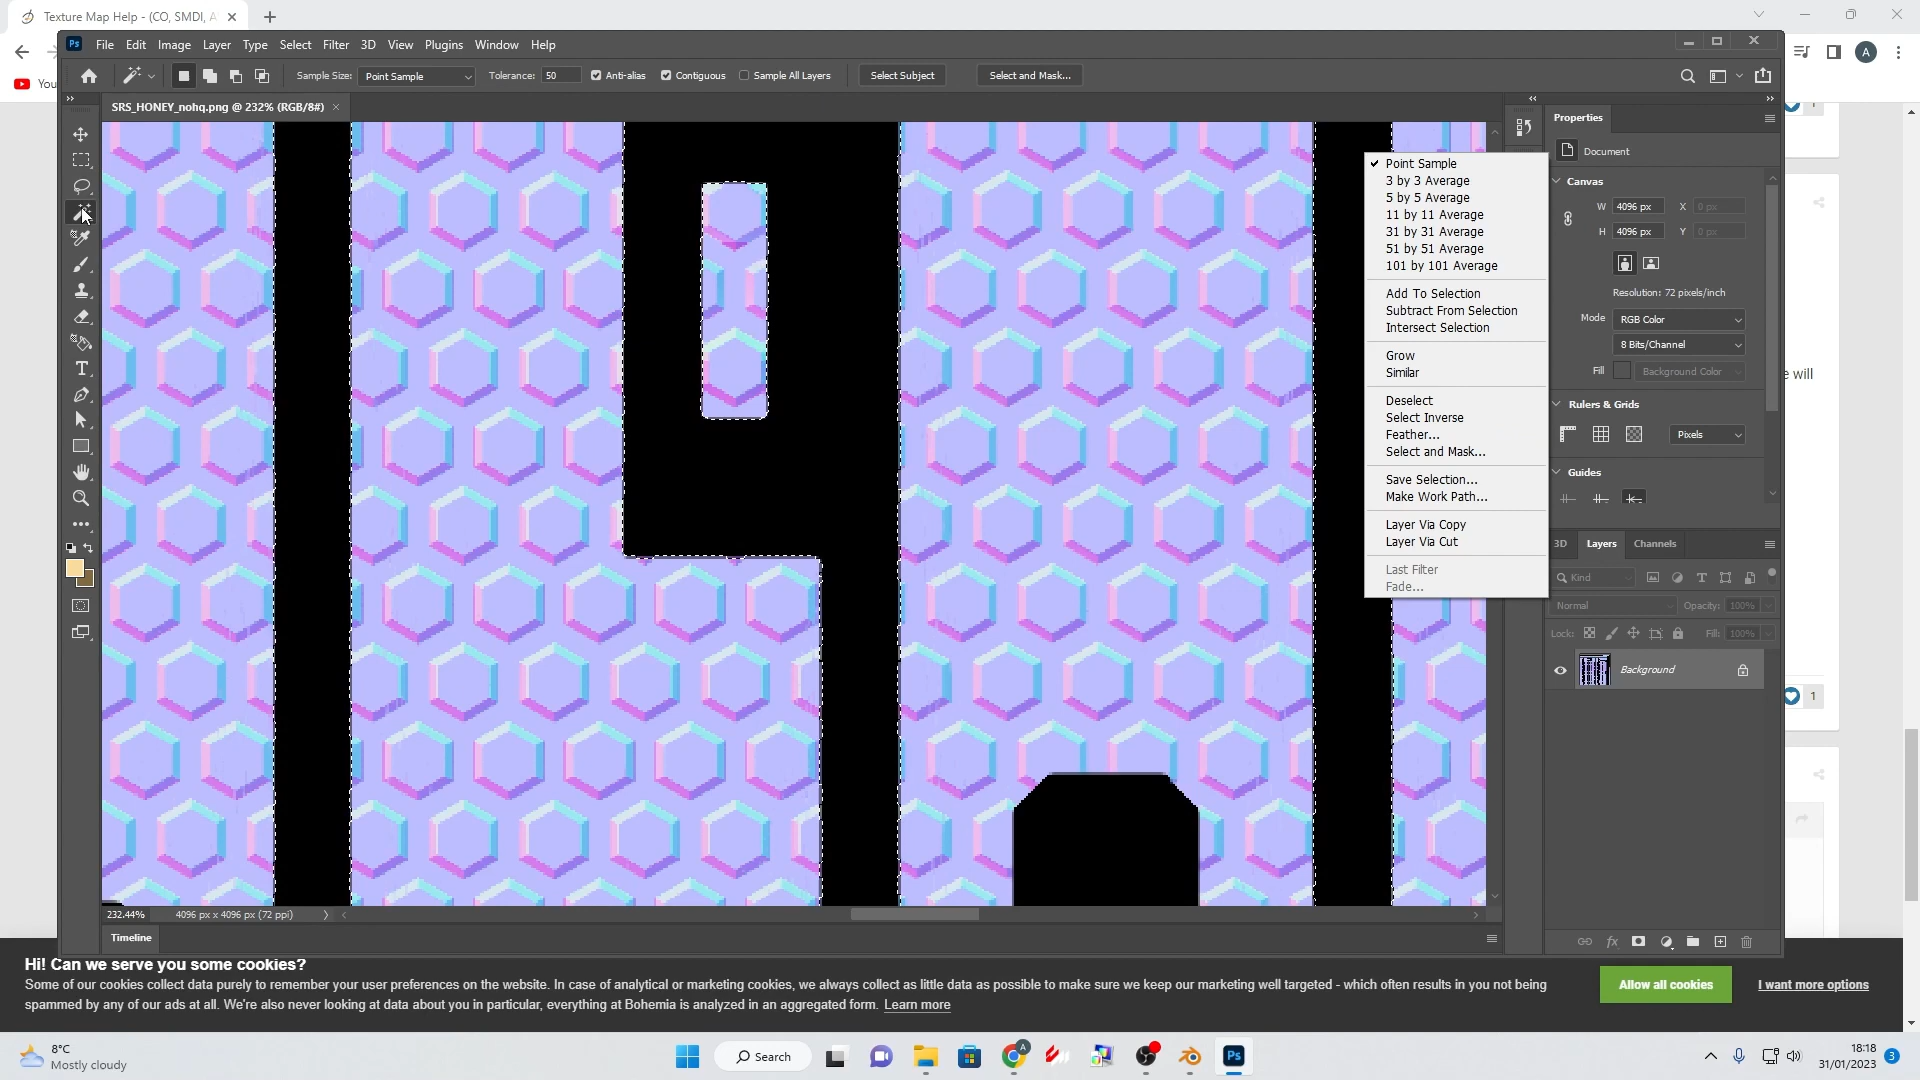 Texture Map Help - (CO, SMDI, A
You
File Edit Image Layer Type Select Filter 3D View Plugins Window Help
Sample Size: Point Sample Tolerance: 50 Anti-alias Contiguous Sample All Layers Select Subject Select and Mask...
SRS_HONEY_nohq.png @ 232% (RGB/8#)
Point Sample
3 by 3 Average
5 by 5 Average
11 by 11 Average
31 by 31 Average
51 by 51 Average
101 by 101 Average
Add To Selection
Subtract From Selection
Intersect Selection
Grow
Similar
Deselect
Select Inverse
Feather...
Select and Mask...
Save Selection...
Make Work Path...
Layer Via Copy
Layer Via Cut
Last Filter
Fade...
Properties
Document
Canvas
W 4096 px X 0 px
H 4096 px Y 0 px
Resolution: 72 pixels/inch
Mode RGB Color
8 Bits/Channel
Fill Background Color
Rulers & Grids
Pixels
Guides
3D Layers Channels
Kind
Normal Opacity: 100%
Lock: Fill: 100%
Background
1
e will
1
232.44% 4096 px x 4096 px (72 ppi)
Timeline
Hi! Can we serve you some cookies?
Some of our cookies collect data purely to remember your user preferences on the website. In case of analytical or marketing cookies, we always collect as little data as possible to make sure we keep our marketing well targeted - which often results in you not being
spammed by any of our ads at all. We're also never looking at data about you in particular, everything at Bohemia is analyzed in an aggregated form. Learn more
Allow all cookies
I want more options
8°C
Mostly cloudy
Search
18:18
31/01/2023
3